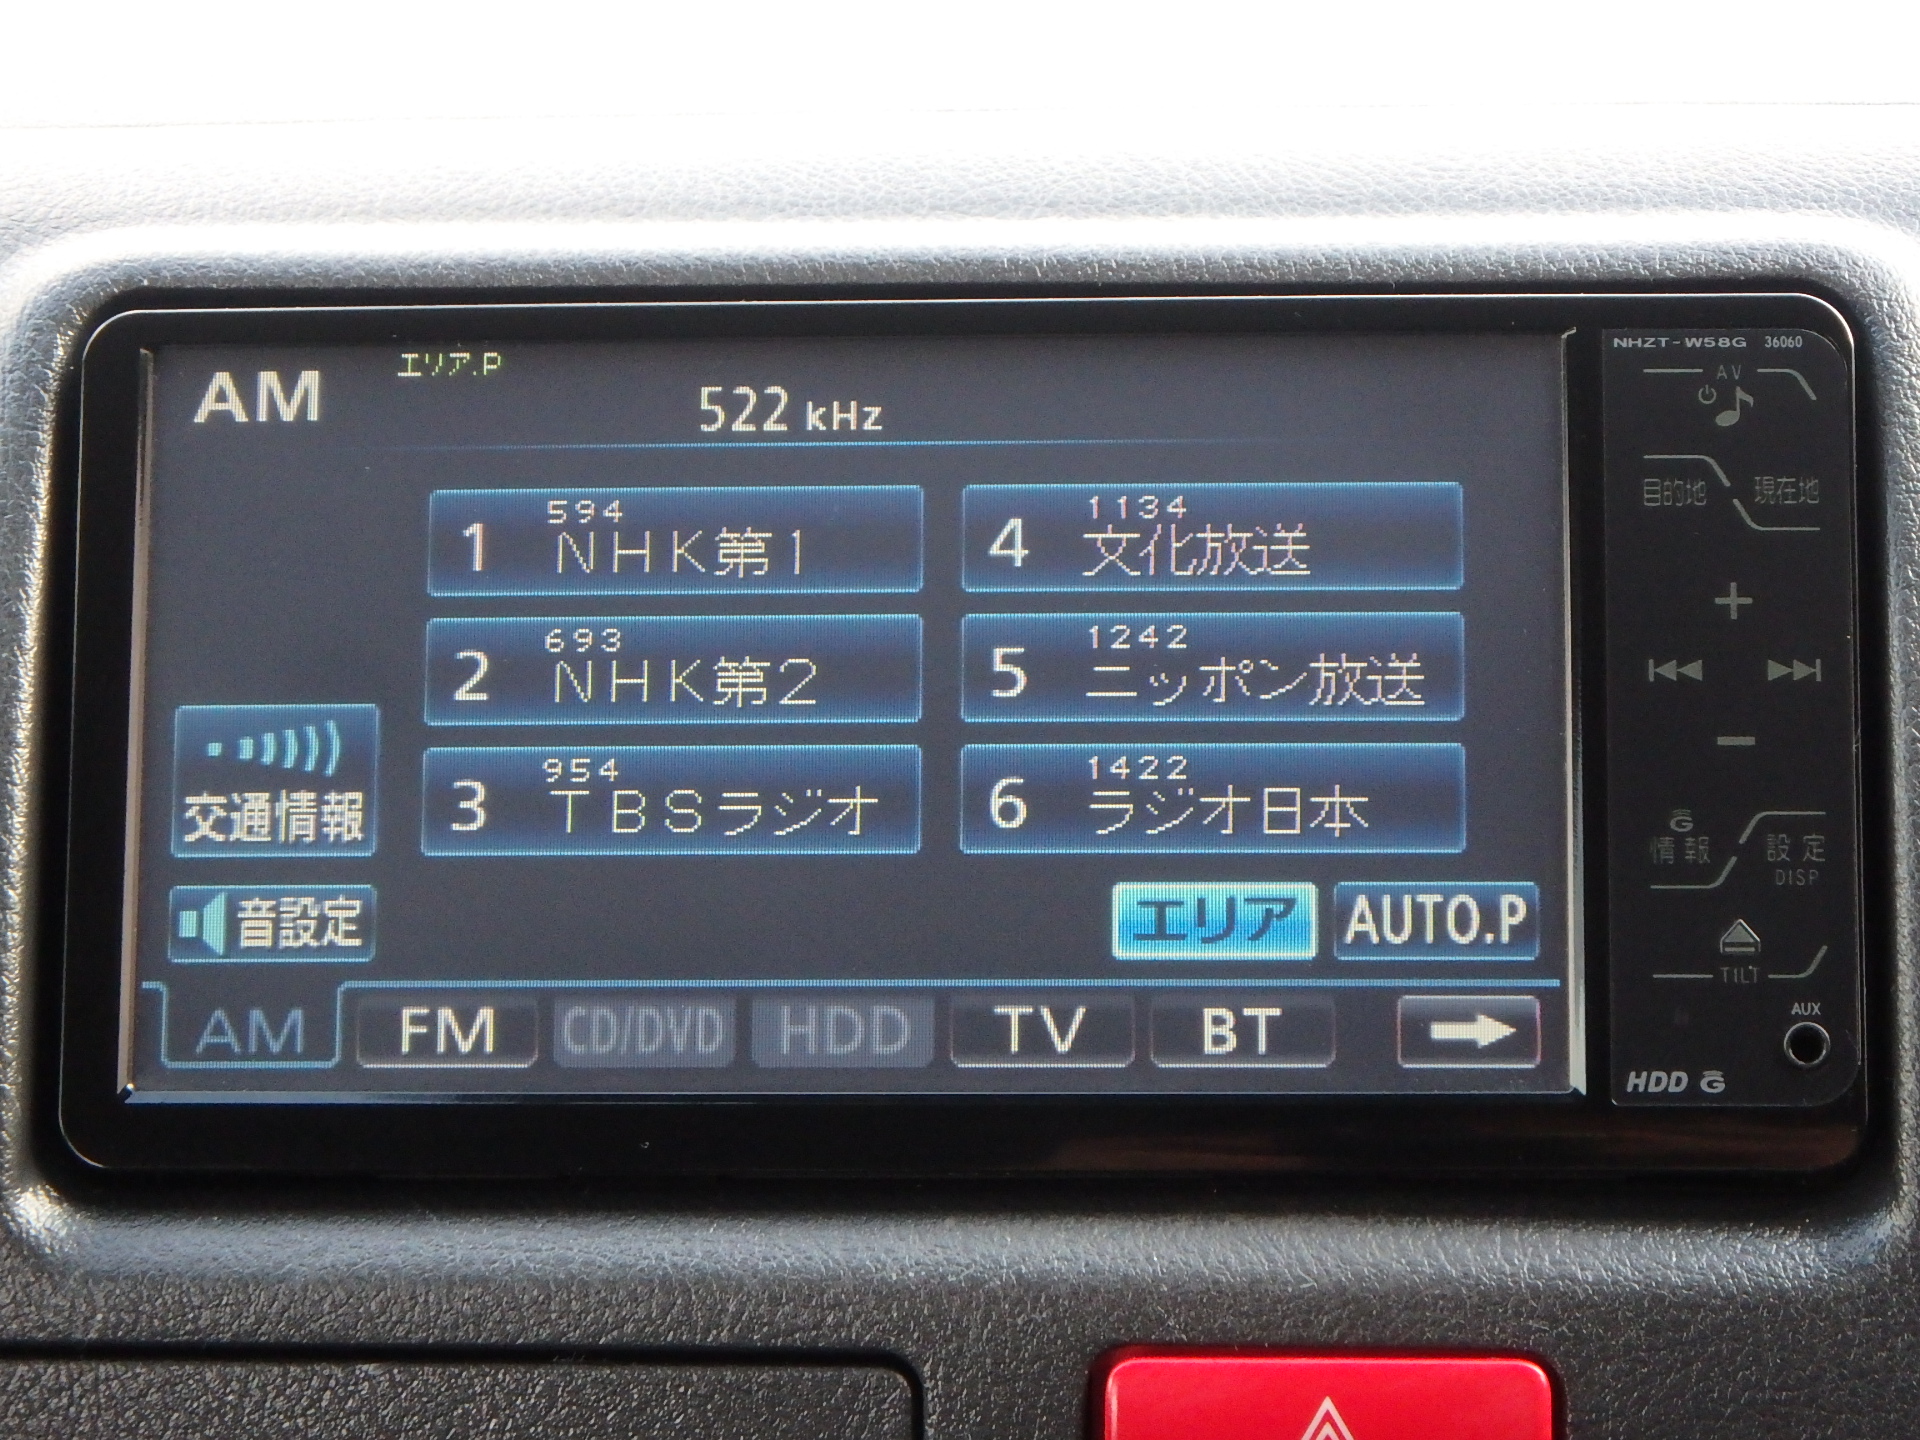 AM
エリア.P
522 kHz
1 594 NHK第1
2 693 NHK第2
3 954 TBSラジオ
4 1134 文化放送
5 1242 ニッポン放送
6 1422 ラジオ日本
交通情報
音設定
エリア
AUTO.P
AM
FM
CD/DVD
HDD
TV
BT
NHZT-W58G 36060
AV
目的地
現在地
G
情報
設定
DISP
TILT
AUX
HDD G